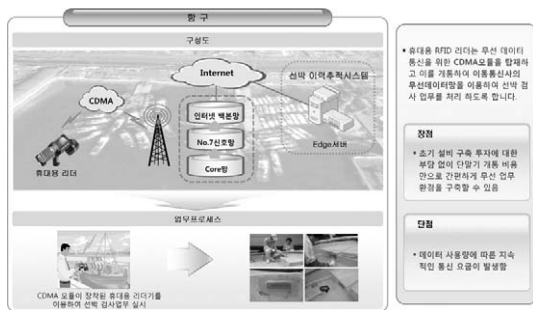 항 구
구성도
Internet
CDMA
휴대용 리더
인터넷 백본망
No.7신호망
Core망
선박 이력추적시스템
Edge서버
업무프로세스
CDMA 모듈이 장착된 휴대용 리더기를
이용하여 선박 검사업무 실시
• 휴대용 RFID 리더는 무선 데이터
통신을 위한 CDMA모듈을 탑재하
고 이를 개통하여 이동통신사의
무선데이터망을 이용하여 선박 검
사 업무를 처리 하도록 합니다.
장점
• 초기 설비 구축 투자에 대한
부담 없이 단말기 개통 비용
만으로 간편하게 무선 업무
환경을 구축할 수 있음
단점
• 데이터 사용량에 따른 지속
적인 통신 요금이 발생함